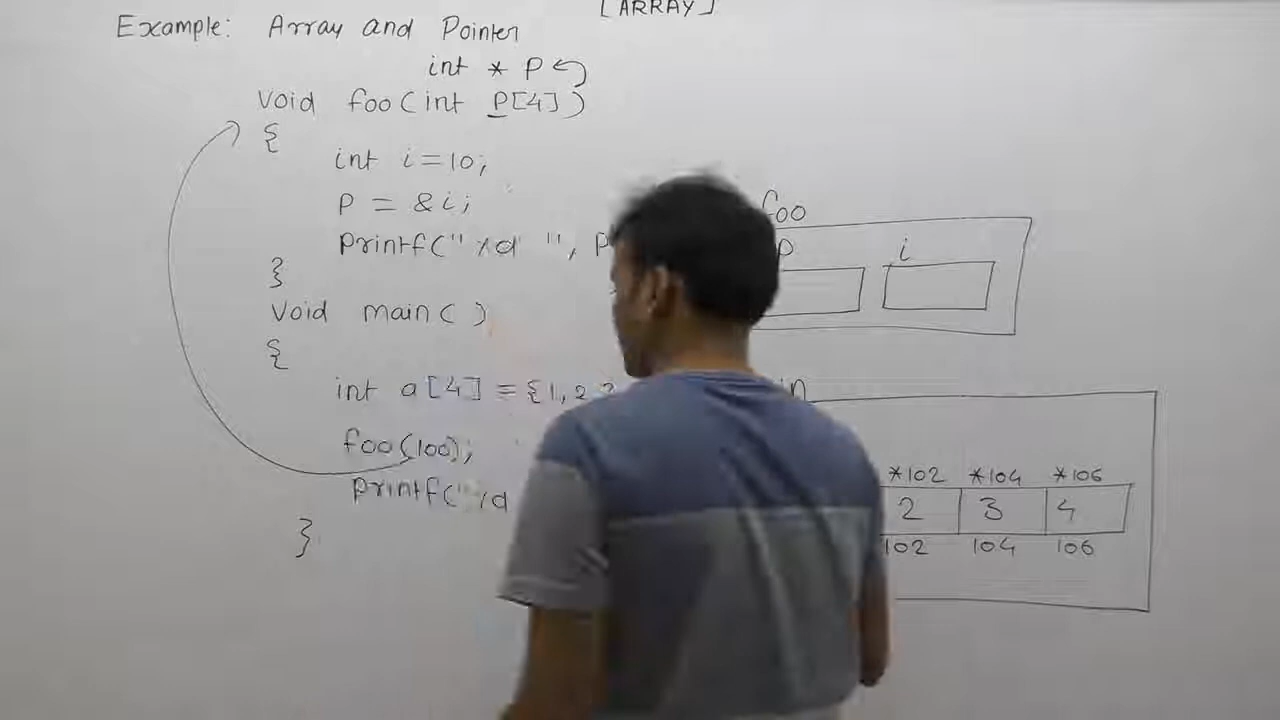 [ARRAY]
Example: Array and Pointer
int * P
void foo(int P[4])
{
int i=10;
P = &i;
printf("%d ", P
}
void main( )
{
int a[4] = {1, 2
foo(100);
printf("%d
}
foo
P i
*102 *104 *106
2 3 4
102 104 106